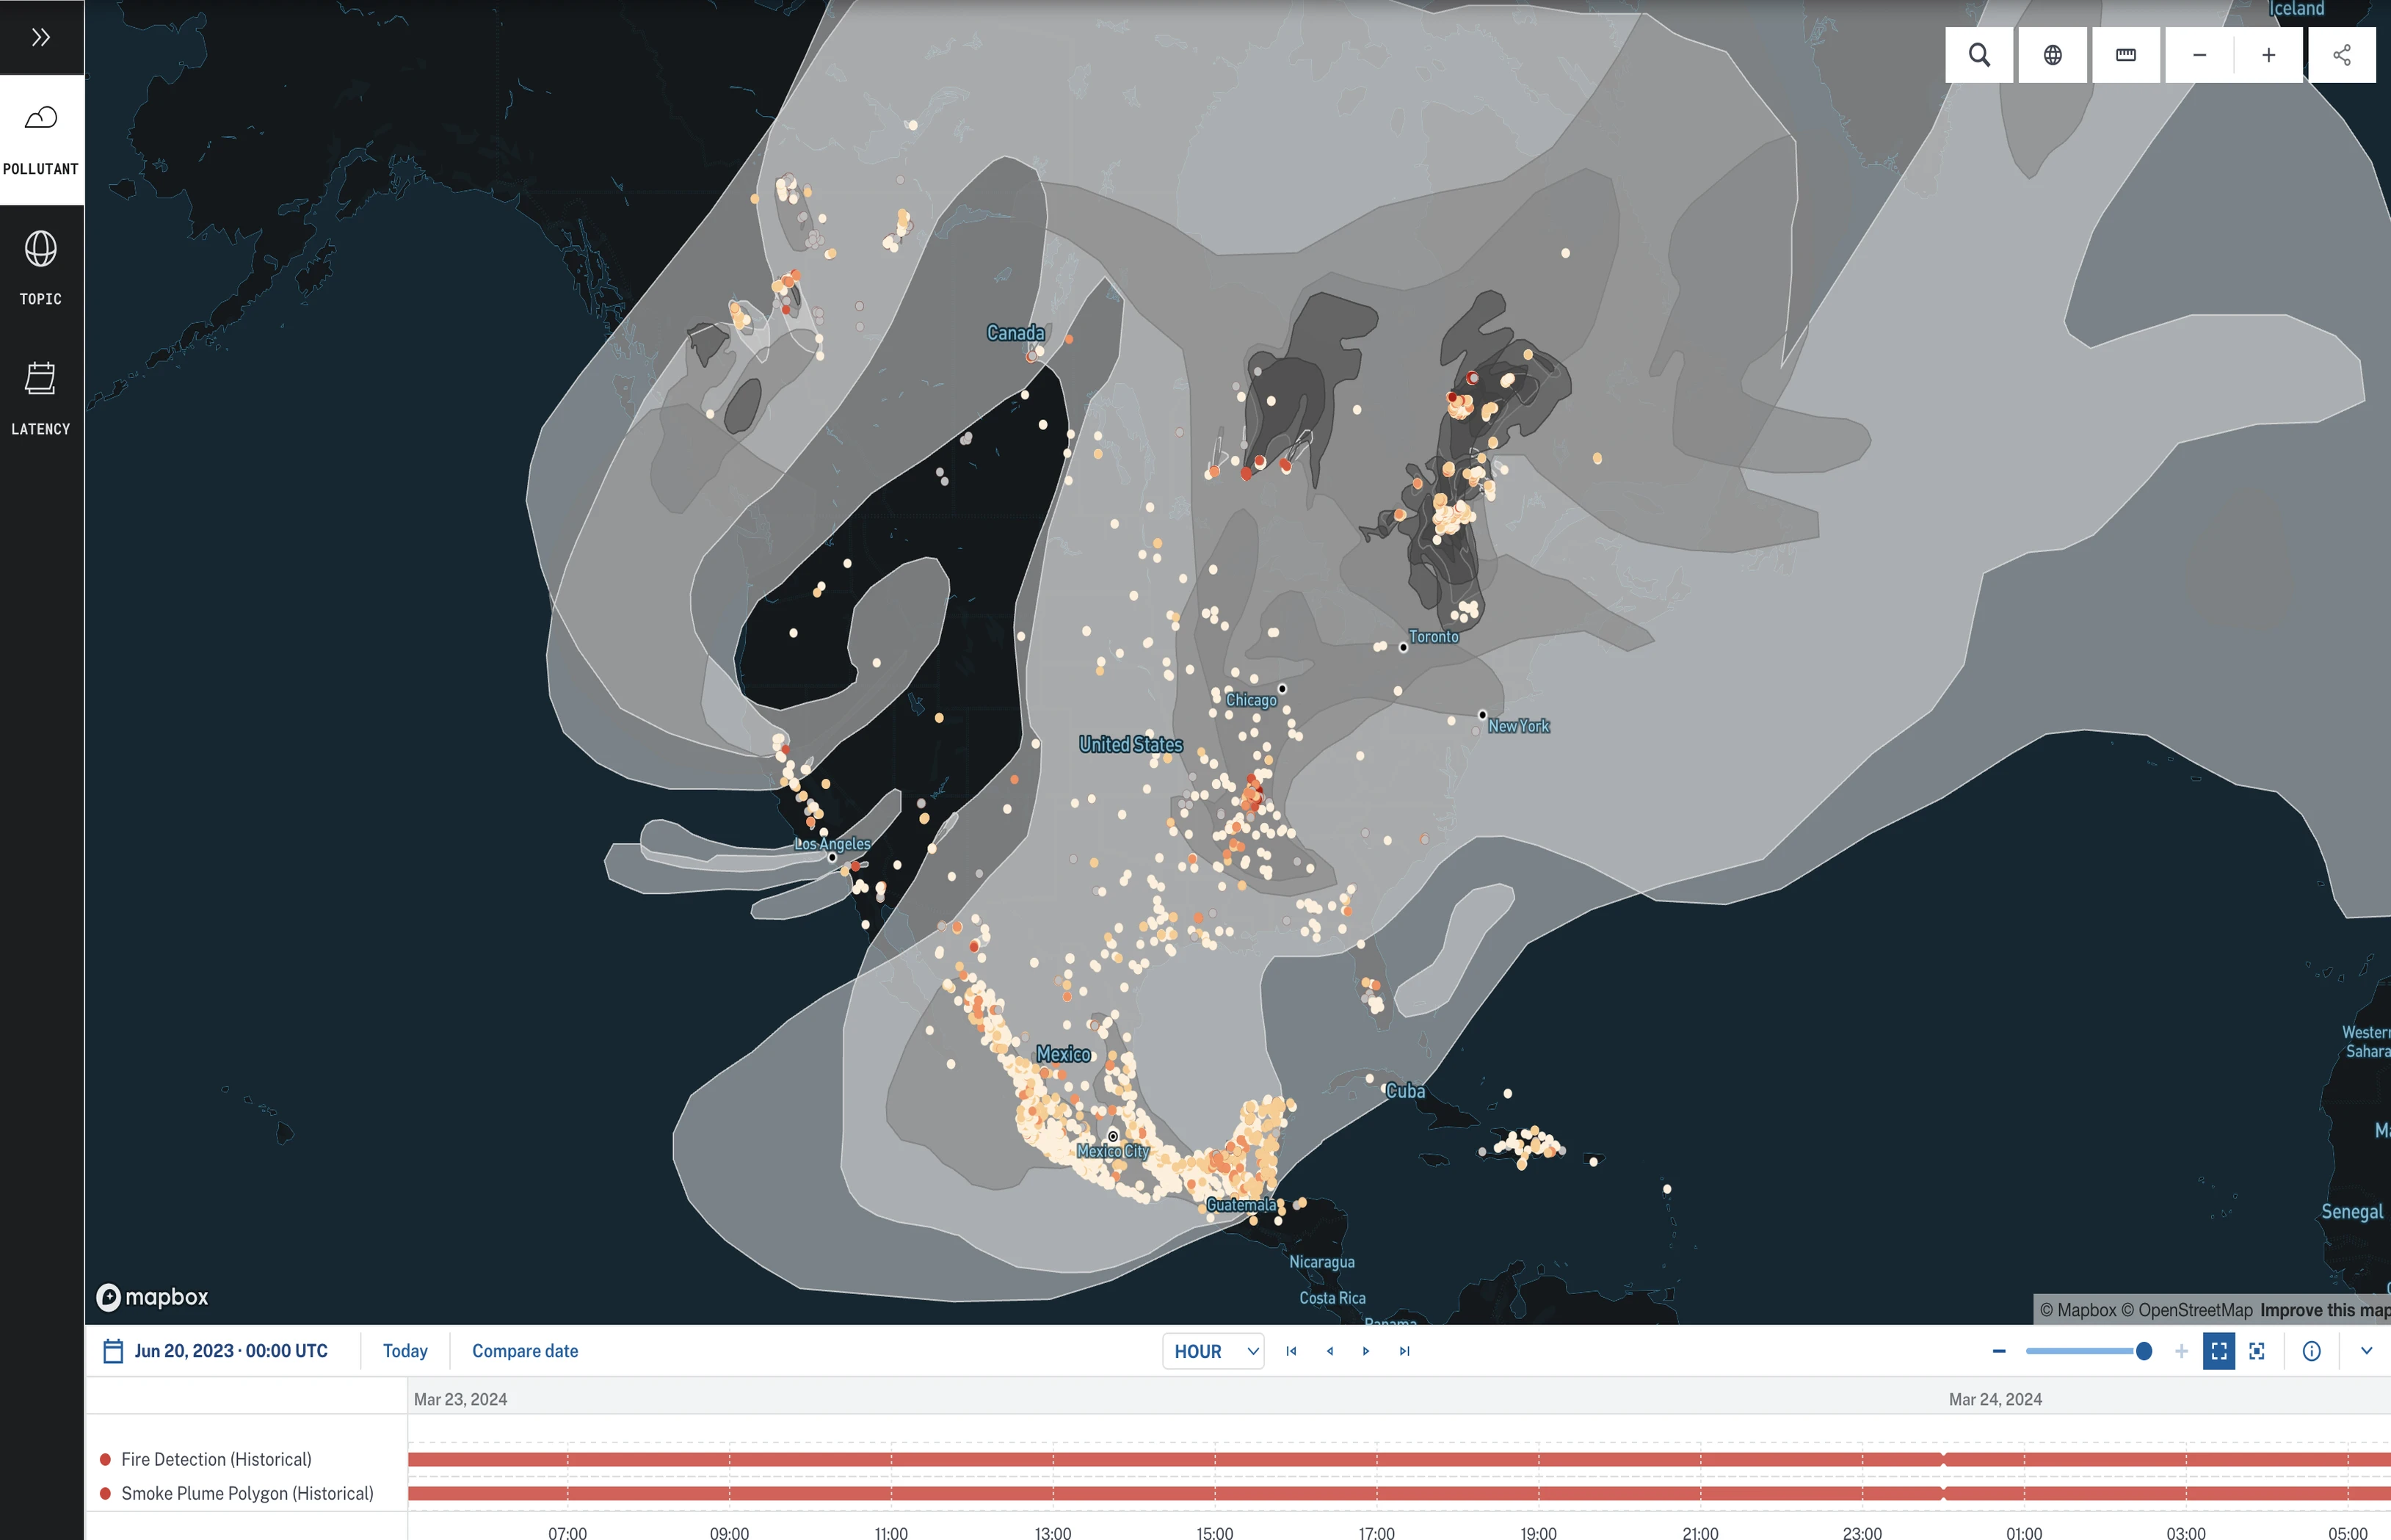 Iceland
POLLUTANT
TOPIC
LATENCY
Canada
Toronto
Chicago
New York
United States
Los Angeles
Mexico
Cuba
Mexico City
Guatemala
Nicaragua
Costa Rica
Panama
Western
Sahara
Senegal
mapbox
© Mapbox © OpenStreetMap Improve this map
Jun 20, 2023 · 00:00 UTC
Today
Compare date
HOUR
Mar 23, 2024
Mar 24, 2024
Fire Detection (Historical)
Smoke Plume Polygon (Historical)
07:00 09:00 11:00 13:00 15:00 17:00 19:00 21:00 23:00 01:00 03:00 05:00